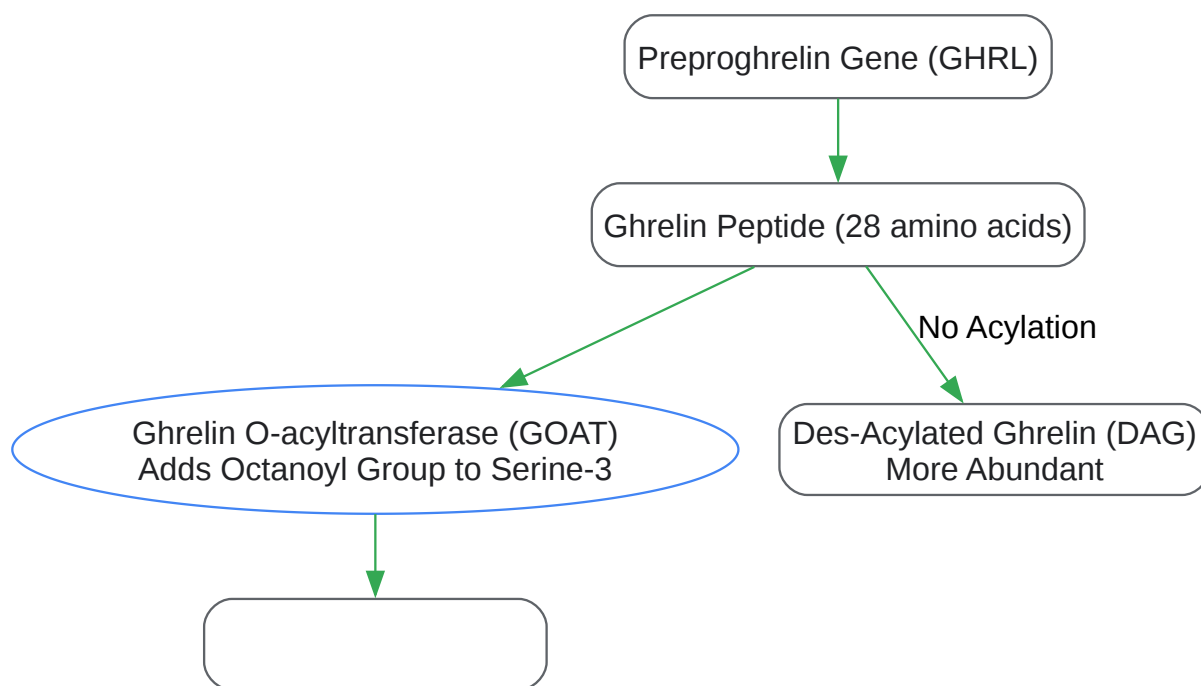 Preproghrelin Gene (GHRL)
Ghrelin Peptide (28 amino acids)
No Acylation
Ghrelin O-acyltransferase (GOAT)
Adds Octanoyl Group to Serine-3
Des-Acylated Ghrelin (DAG)
More Abundant